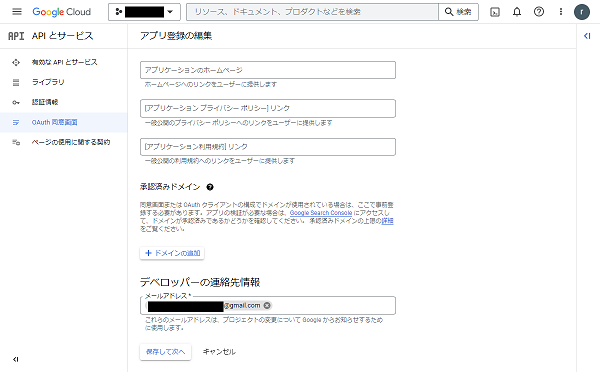 Google Cloud
リソース、ドキュメント、プロダクトなどを検索
検索
r
API APIとサービス
アプリ登録の編集
有効な API とサービス
ライブラリ
認証情報
OAuth 同意画面
ページの使用に関する契約
アプリケーションのホームページ
ホームページへのリンクをユーザーに提供します
[アプリケーション プライバシー ポリシー] リンク
一般公開のプライバシー ポリシーへのリンクをユーザーに提供します
[アプリケーション利用規約] リンク
一般公開の利用規約へのリンクをユーザーに提供します
承認済みドメイン
同意画面または OAuth クライアントの構成でドメインが使用されている場合は、ここで事前登
録する必要があります。アプリの検証が必要な場合は、Google Search Console にアクセスし
て、ドメインが承認済みであるかどうかを確認してください。 承認済みドメインの上限の詳細
をご覧ください。
+ ドメインの追加
デベロッパーの連絡先情報
メールアドレス *
@gmail.com
これらのメールアドレスは、プロジェクトの変更について Google からお知らせするため
に使用します。
保存して次へ
キャンセル